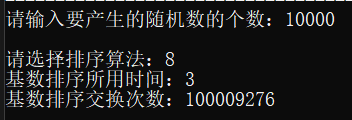 请输入要产生的随机数的个数：10000
请选择排序算法：8
基数排序所用时间：3
基数排序交换次数：100009276